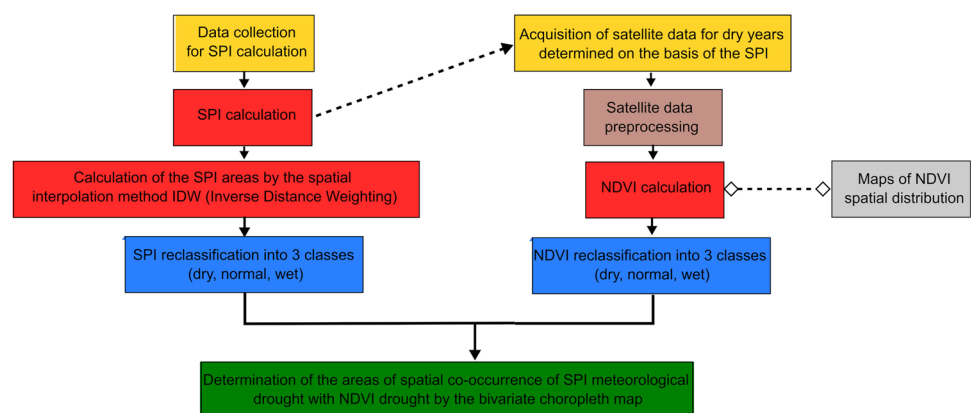 Data collection
for SPI calculation
Acquisition of satellite data for dry years
determined on the basis of the SPI
SPI calculation
Satellite data
preprocessing
Calculation of the SPI areas by the spatial
interpolation method IDW (Inverse Distance Weighting)
NDVI calculation
Maps of NDVI
spatial distribution
SPI reclassification into 3 classes
(dry, normal, wet)
NDVI reclassification into 3 classes
(dry, normal, wet)
Determination of the areas of spatial co-occurrence of SPI meteorological
drought with NDVI drought by the bivariate choropleth map